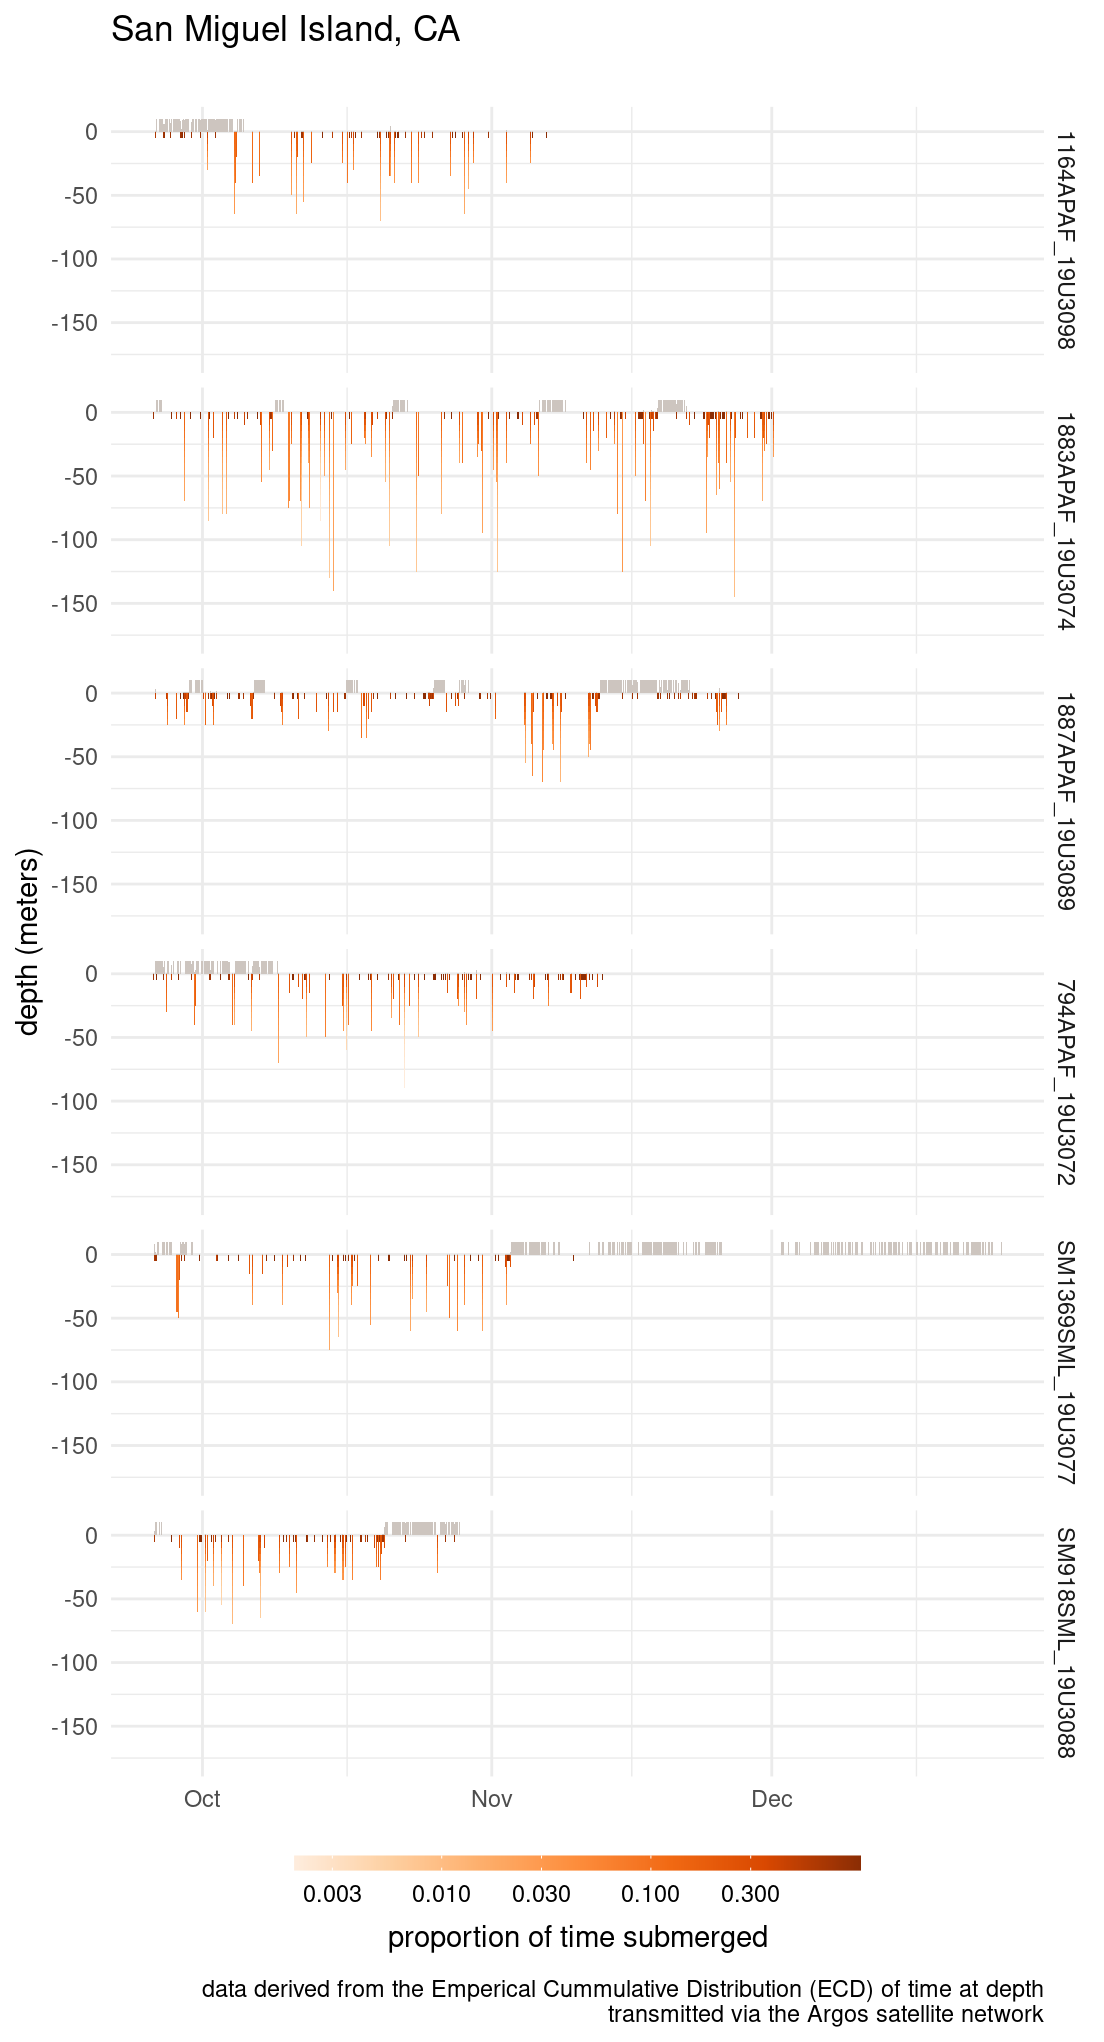 San Miguel Island, CA
0
-50
-100
-150
1164APAF_19U3098
0
-50
-100
-150
1883APAF_19U3074
0
-50
-100
-150
1887APAF_19U3089
depth (meters)
0
-50
-100
-150
794APAF_19U3072
0
-50
-100
-150
SM1369SML_19U3077
0
-50
-100
-150
SM918SML_19U3088
Oct Nov Dec
0.003 0.010 0.030 0.100 0.300
proportion of time submerged
data derived from the Emperical Cummulative Distribution (ECD) of time at depth
transmitted via the Argos satellite network